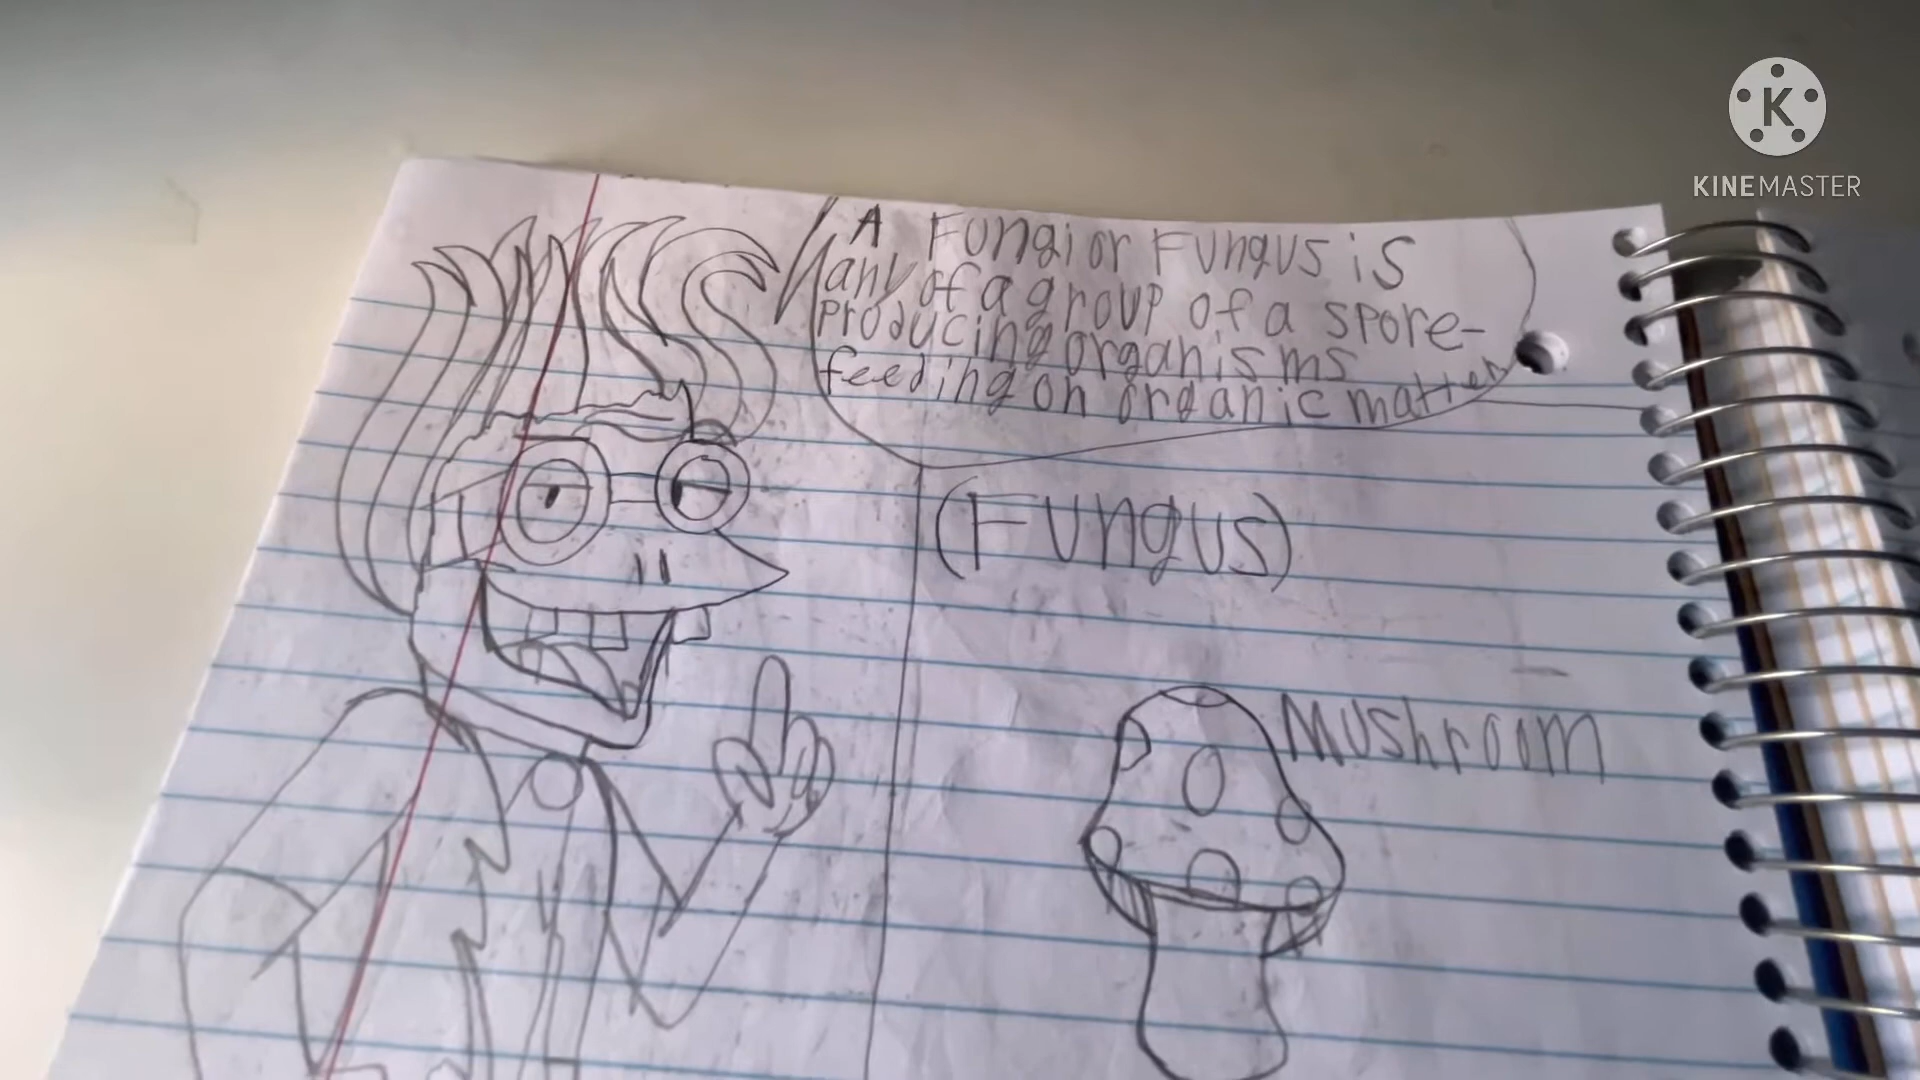 A Fungi or Fungus is
any of a group of a spore-
producing organisms
feeding on organic matter
(Fungus)
Mushroom
K
KINEMASTER